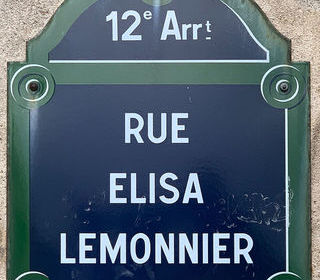 12e Arrt
RUE
ELISA
LEMONNIER